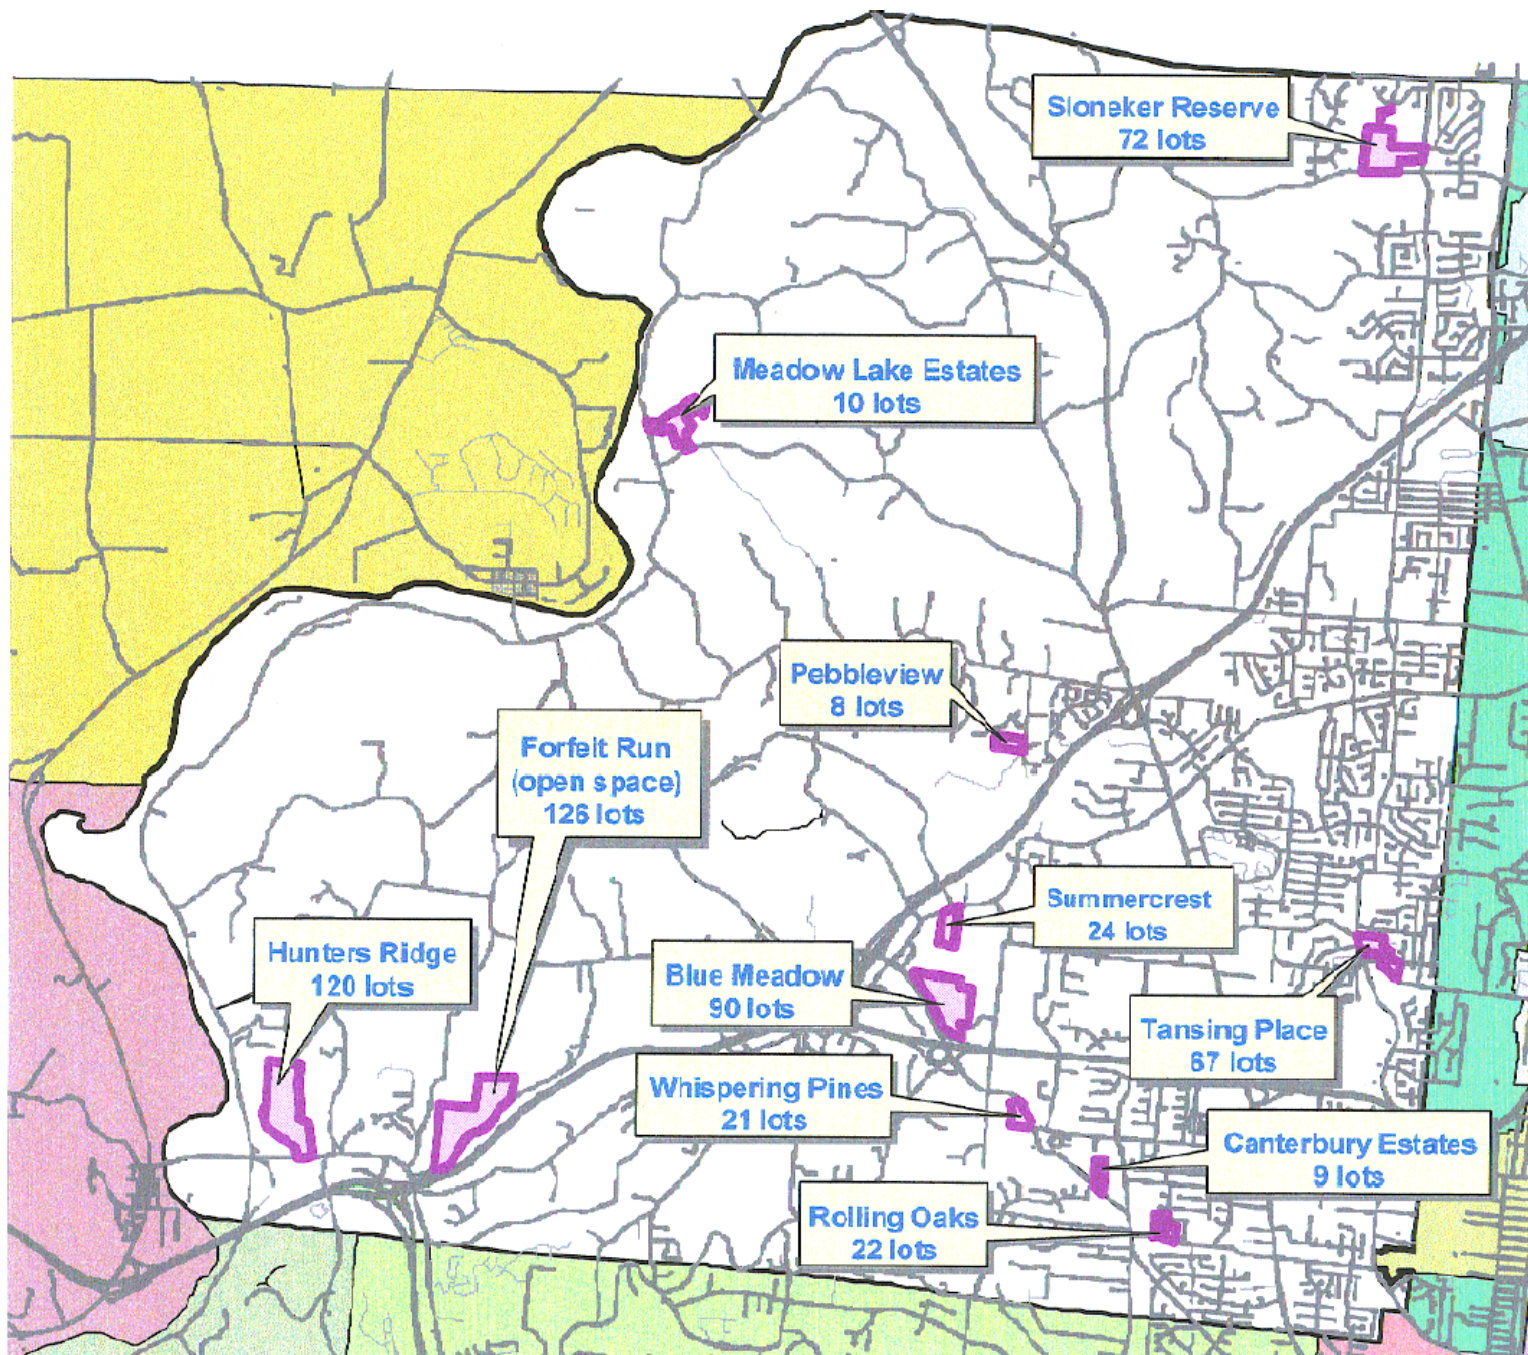 Sloneker Reserve
72 lots
Meadow Lake Estates
10 lots
Pebbleview
8 lots
Forfeit Run
(open space)
126 lots
Summercrest
24 lots
Hunters Ridge
120 lots
Blue Meadow
90 lots
Tansing Place
67 lots
Whispering Pines
21 lots
Canterbury Estates
9 lots
Rolling Oaks
22 lots